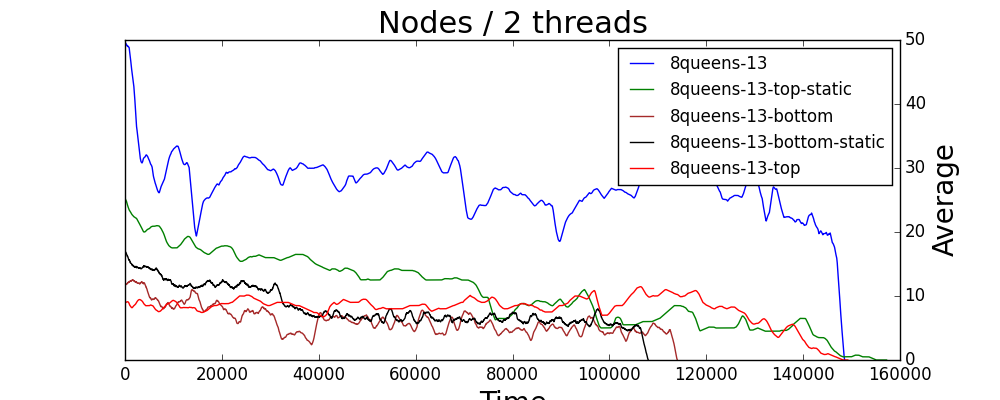 Nodes / 2 threads
8queens-13
8queens-13-top-static
8queens-13-bottom
8queens-13-bottom-static
8queens-13-top
50
40
30
20
10
0
Average
0 20000 40000 60000 80000 100000 120000 140000 160000
Time